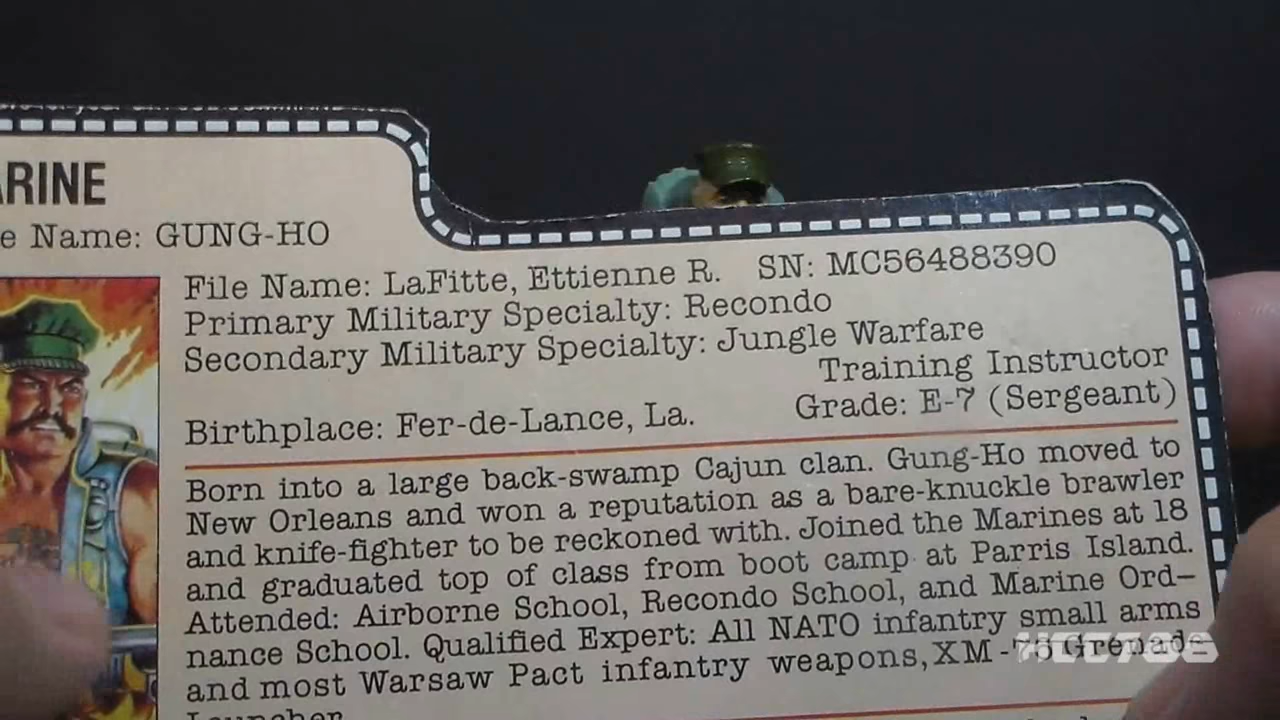 ARINE
e Name: GUNG-HO
File Name: LaFitte, Ettienne R. SN: MC56488390
Primary Military Specialty: Recondo
Secondary Military Specialty: Jungle Warfare
Training Instructor
Birthplace: Fer-de-Lance, La. Grade: E-7 (Sergeant)
Born into a large back-swamp Cajun clan. Gung-Ho moved to
New Orleans and won a reputation as a bare-knuckle brawler
and knife-fighter to be reckoned with. Joined the Marines at 18
and graduated top of class from boot camp at Parris Island.
Attended: Airborne School, Recondo School, and Marine Ord-
nance School. Qualified Expert: All NATO infantry small arms
and most Warsaw Pact infantry weapons, XM-76 Grenade
Launcher
HCC788